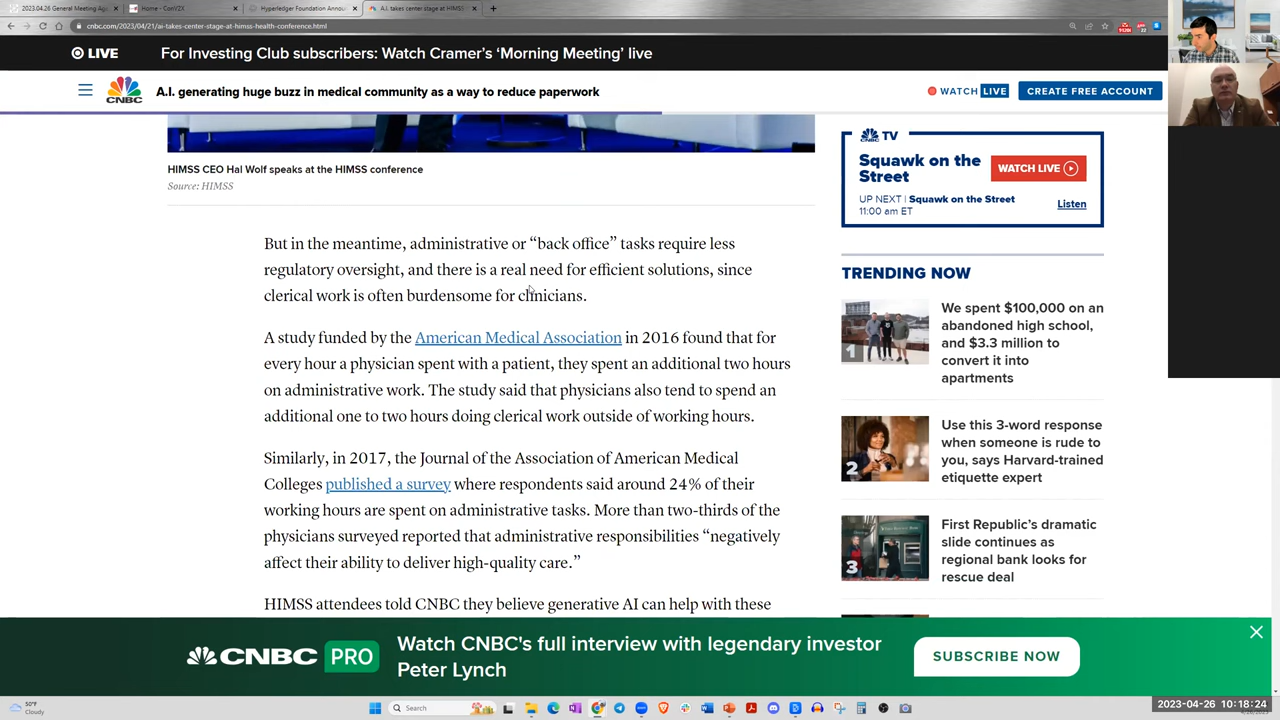 2023.04.26 General Meeting Ag
Home - ConV2X
Hyperledger Foundation Announ
A.I. takes center stage at HIMSS
cnbc.com/2023/04/21/ai-takes-center-stage-at-himss-health-conference.html
LIVE
For Investing Club subscribers: Watch Cramer's 'Morning Meeting' live
CNBC
A.I. generating huge buzz in medical community as a way to reduce paperwork
WATCH LIVE
CREATE FREE ACCOUNT
HIMSS CEO Hal Wolf speaks at the HIMSS conference
Source: HIMSS
But in the meantime, administrative or “back office” tasks require less
regulatory oversight, and there is a real need for efficient solutions, since
clerical work is often burdensome for clinicians.
A study funded by the American Medical Association in 2016 found that for
every hour a physician spent with a patient, they spent an additional two hours
on administrative work. The study said that physicians also tend to spend an
additional one to two hours doing clerical work outside of working hours.
Similarly, in 2017, the Journal of the Association of American Medical
Colleges published a survey where respondents said around 24% of their
working hours are spent on administrative tasks. More than two-thirds of the
physicians surveyed reported that administrative responsibilities “negatively
affect their ability to deliver high-quality care.”
HIMSS attendees told CNBC they believe generative AI can help with these
TV
Squawk on the
Street
WATCH LIVE
UP NEXT | Squawk on the Street
11:00 am ET
Listen
TRENDING NOW
1
We spent $100,000 on an
abandoned high school,
and $3.3 million to
convert it into
apartments
2
Use this 3-word response
when someone is rude to
you, says Harvard-trained
etiquette expert
3
First Republic's dramatic
slide continues as
regional bank looks for
rescue deal
CNBC PRO
Watch CNBC's full interview with legendary investor
Peter Lynch
SUBSCRIBE NOW
50°F
Cloudy
Search
2023-04-26 10:18:24